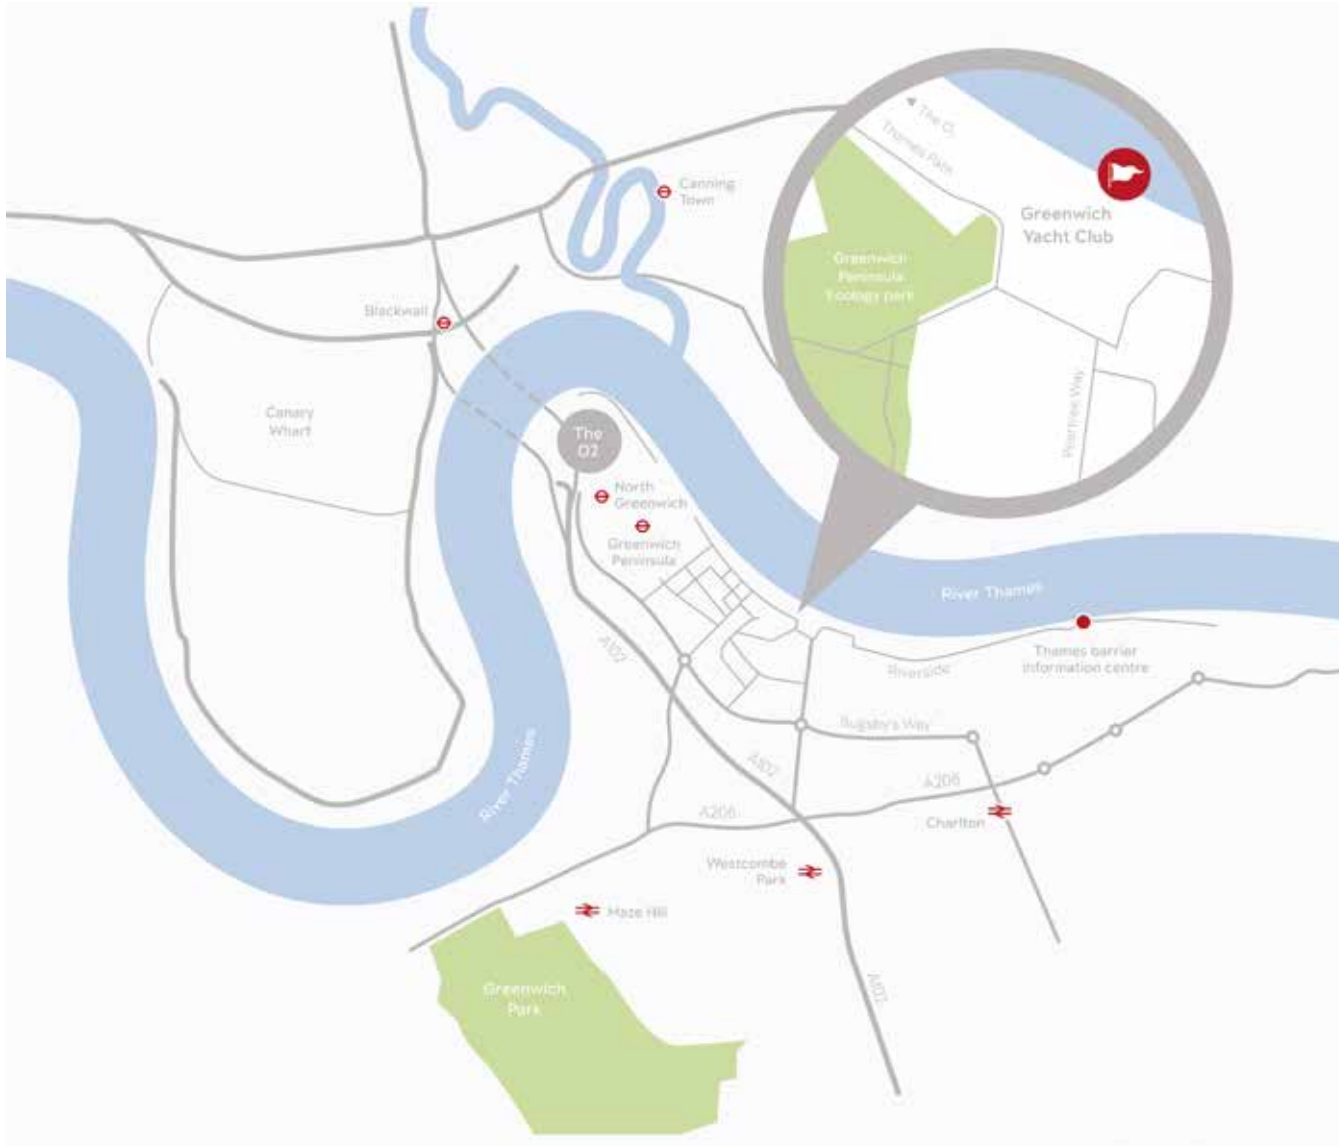 The O2
Thames Path
Greenwich
Yacht Club
Canning
Town
Greenwich
Peninsula
Ecology park
Blackwall
Peartree Way
Canary
Wharf
The
O2
North
Greenwich
Greenwich
Peninsula
River Thames
A102
Thames barrier
information centre
Riverside
Bugsby's Way
River Thames
A102
A206
A206
Charlton
Westcombe
Park
Maze Hill
Greenwich
Park
A102